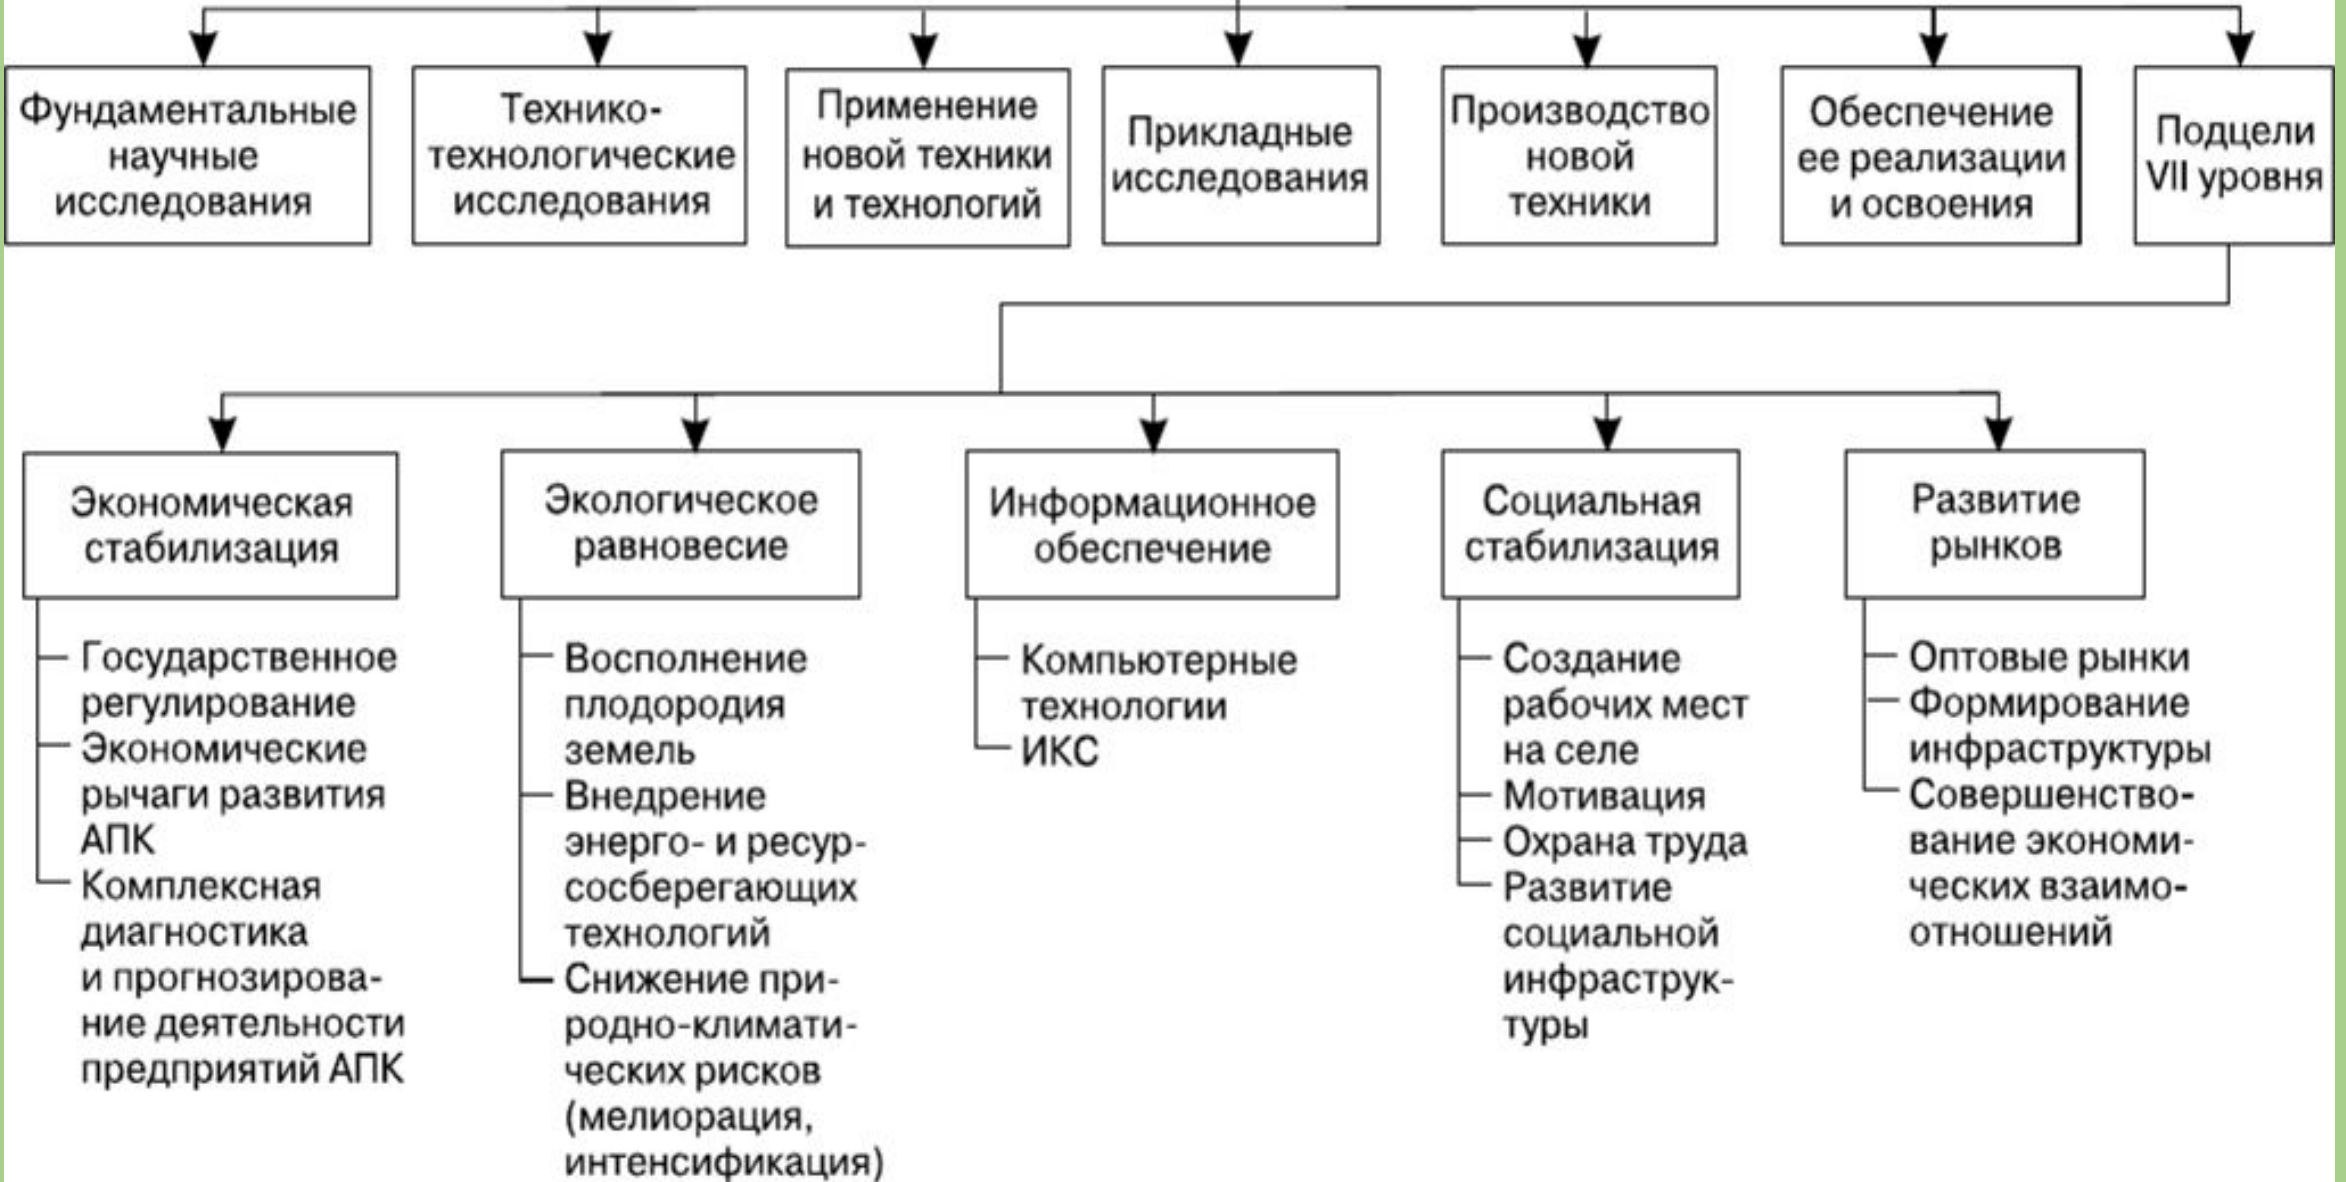 Фундаментальные
научные
исследования
Технико-
технологические
исследования
Применение
новой техники
и технологий
Прикладные
исследования
Производство
новой
техники
Обеспечение
ее реализации
и освоения
Подцели
VII уровня
Экономическая
стабилизация
Государственное
регулирование
Экономические
рычаги развития
АПК
Комплексная
диагностика
и прогнозирова-
ние деятельности
предприятий АПК
Экологическое
равновесие
Восполнение
плодородия
земель
Внедрение
энерго- и ресур-
сосберегающих
технологий
Снижение при-
родно-климати-
ческих рисков
(мелиорация,
интенсификация)
Информационное
обеспечение
Компьютерные
технологии
ИКС
Социальная
стабилизация
Создание
рабочих мест
на селе
Мотивация
Охрана труда
Развитие
социальной
инфраструк-
туры
Развитие
рынков
Оптовые рынки
Формирование
инфраструктуры
Совершенство-
вание экономи-
ческих взаимо-
отношений